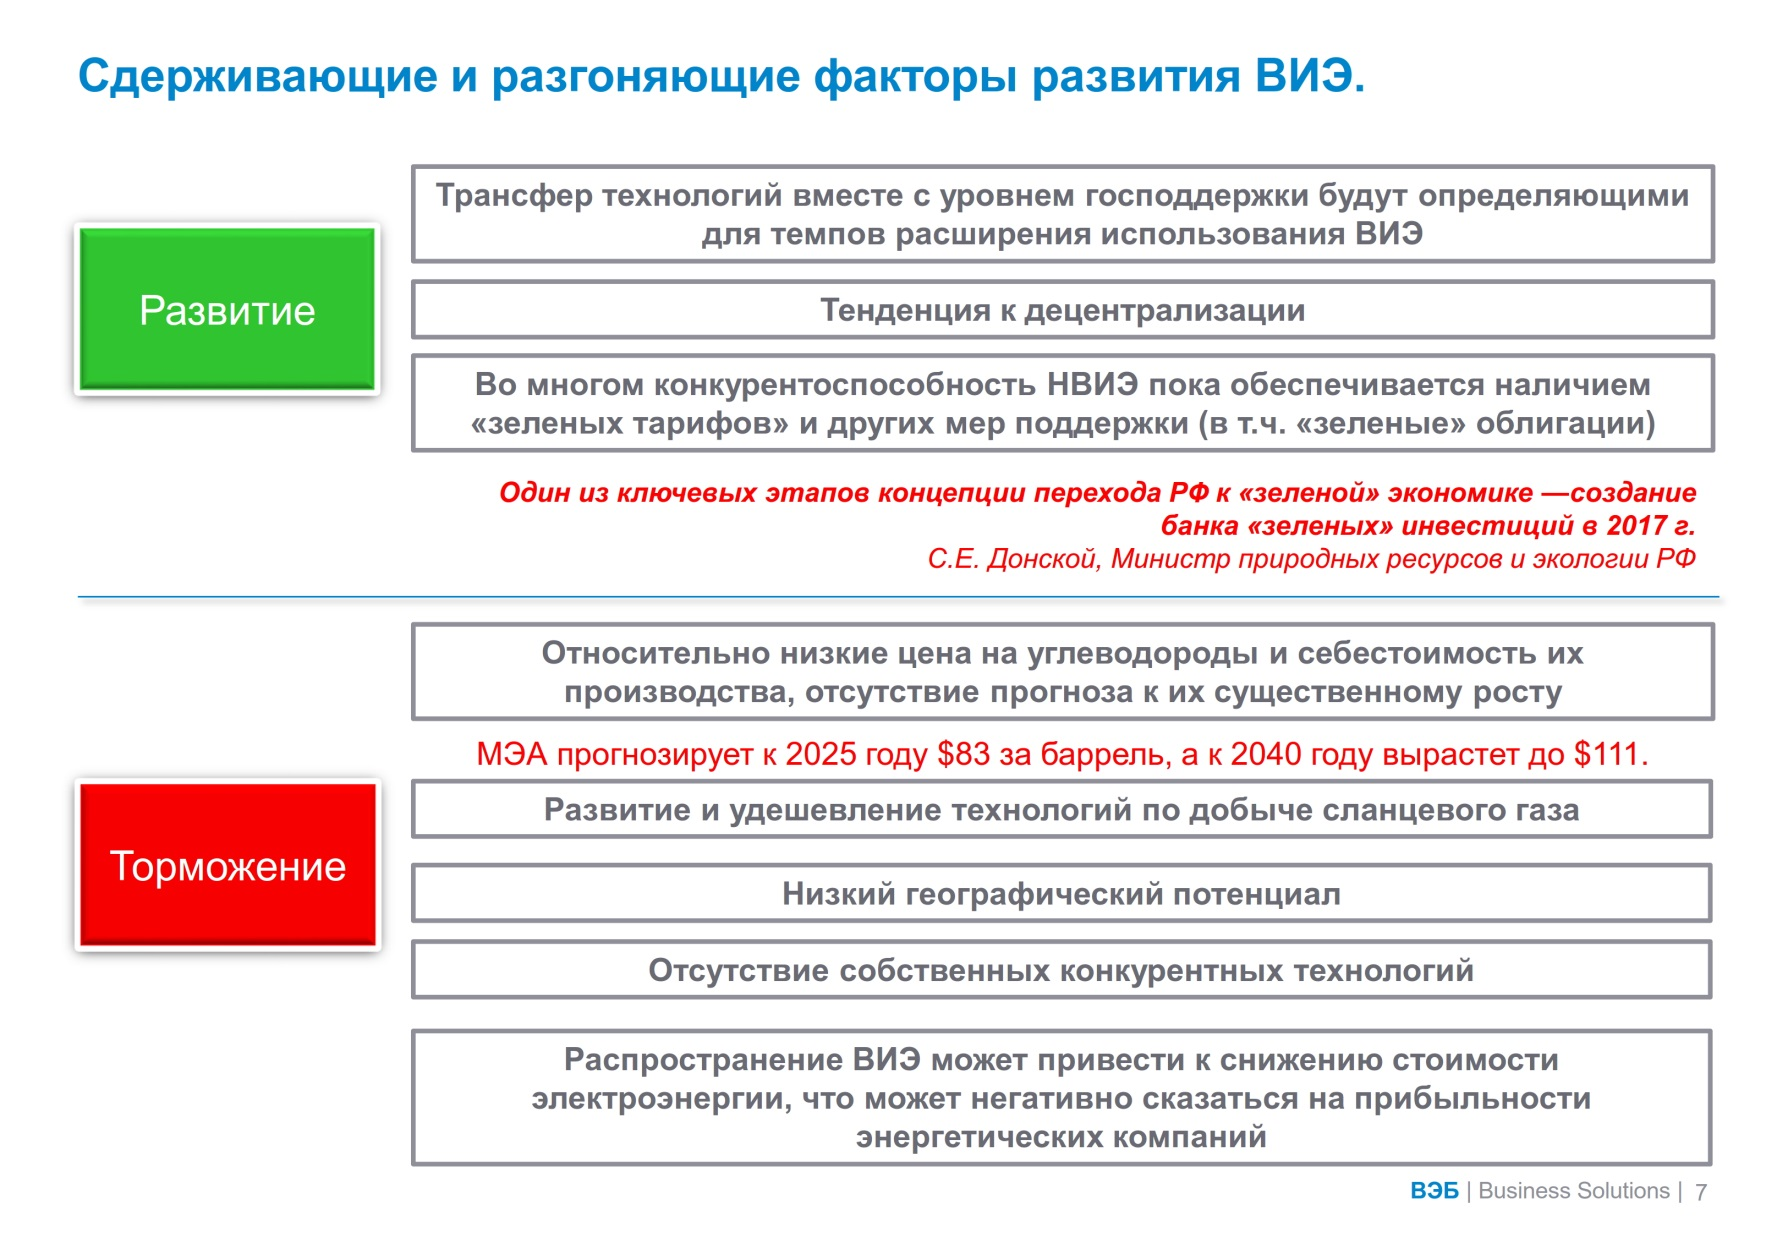 Сдерживающие и разгоняющие факторы развития ВИЭ.
Развитие
Трансфер технологий вместе с уровнем господдержки будут определяющими
для темпов расширения использования ВИЭ
Тенденция к децентрализации
Во многом конкурентоспособность НВИЭ пока обеспечивается наличием
«зеленых тарифов» и других мер поддержки (в т.ч. «зеленые» облигации)
Один из ключевых этапов концепции перехода РФ к «зеленой» экономике —создание
банка «зеленых» инвестиций в 2017 г.
С.Е. Донской, Министр природных ресурсов и экологии РФ
Торможение
Относительно низкие цена на углеводороды и себестоимость их
производства, отсутствие прогноза к их существенному росту
МЭА прогнозирует к 2025 году $83 за баррель, а к 2040 году вырастет до $111.
Развитие и удешевление технологий по добыче сланцевого газа
Низкий географический потенциал
Отсутствие собственных конкурентных технологий
Распространение ВИЭ может привести к снижению стоимости
электроэнергии, что может негативно сказаться на прибыльности
энергетических компаний
ВЭБ | Business Solutions | 7